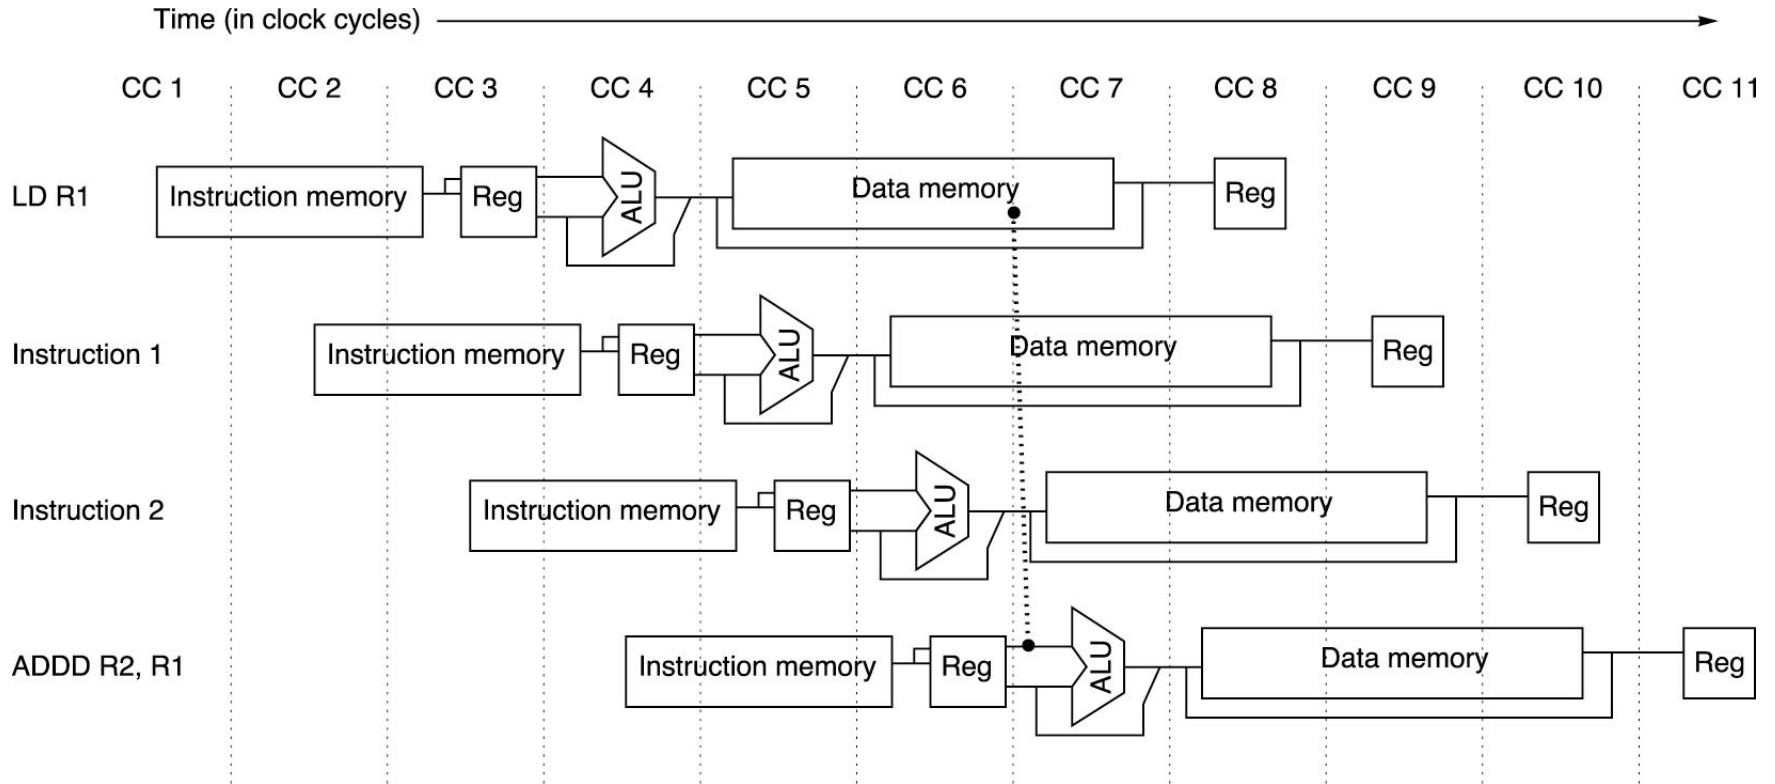 Time (in clock cycles)
CC 1 CC 2 CC 3 CC 4 CC 5 CC 6 CC 7 CC 8 CC 9 CC 10 CC 11
LD R1 Instruction memory Reg ALU Data memory Reg
Instruction 1 Instruction memory Reg ALU Data memory Reg
Instruction 2 Instruction memory Reg ALU Data memory Reg
ADDD R2, R1 Instruction memory Reg ALU Data memory Reg